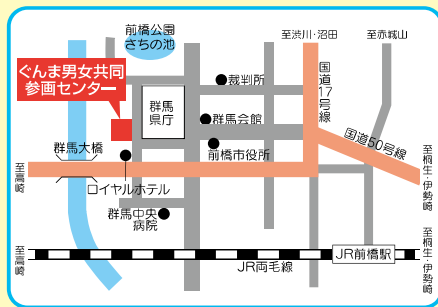 前橋公園
さちの池
至渋川・沼田
至赤城山
ぐんま男女共同
参画センター
裁判所
国道17号線
群馬
県庁
群馬会館
群馬大橋
前橋市役所
国道50号線
至高崎
至桐生・伊勢崎
ロイヤルホテル
群馬中央
病院
至高崎
JR前橋駅
至桐生・伊勢崎
JR両毛線